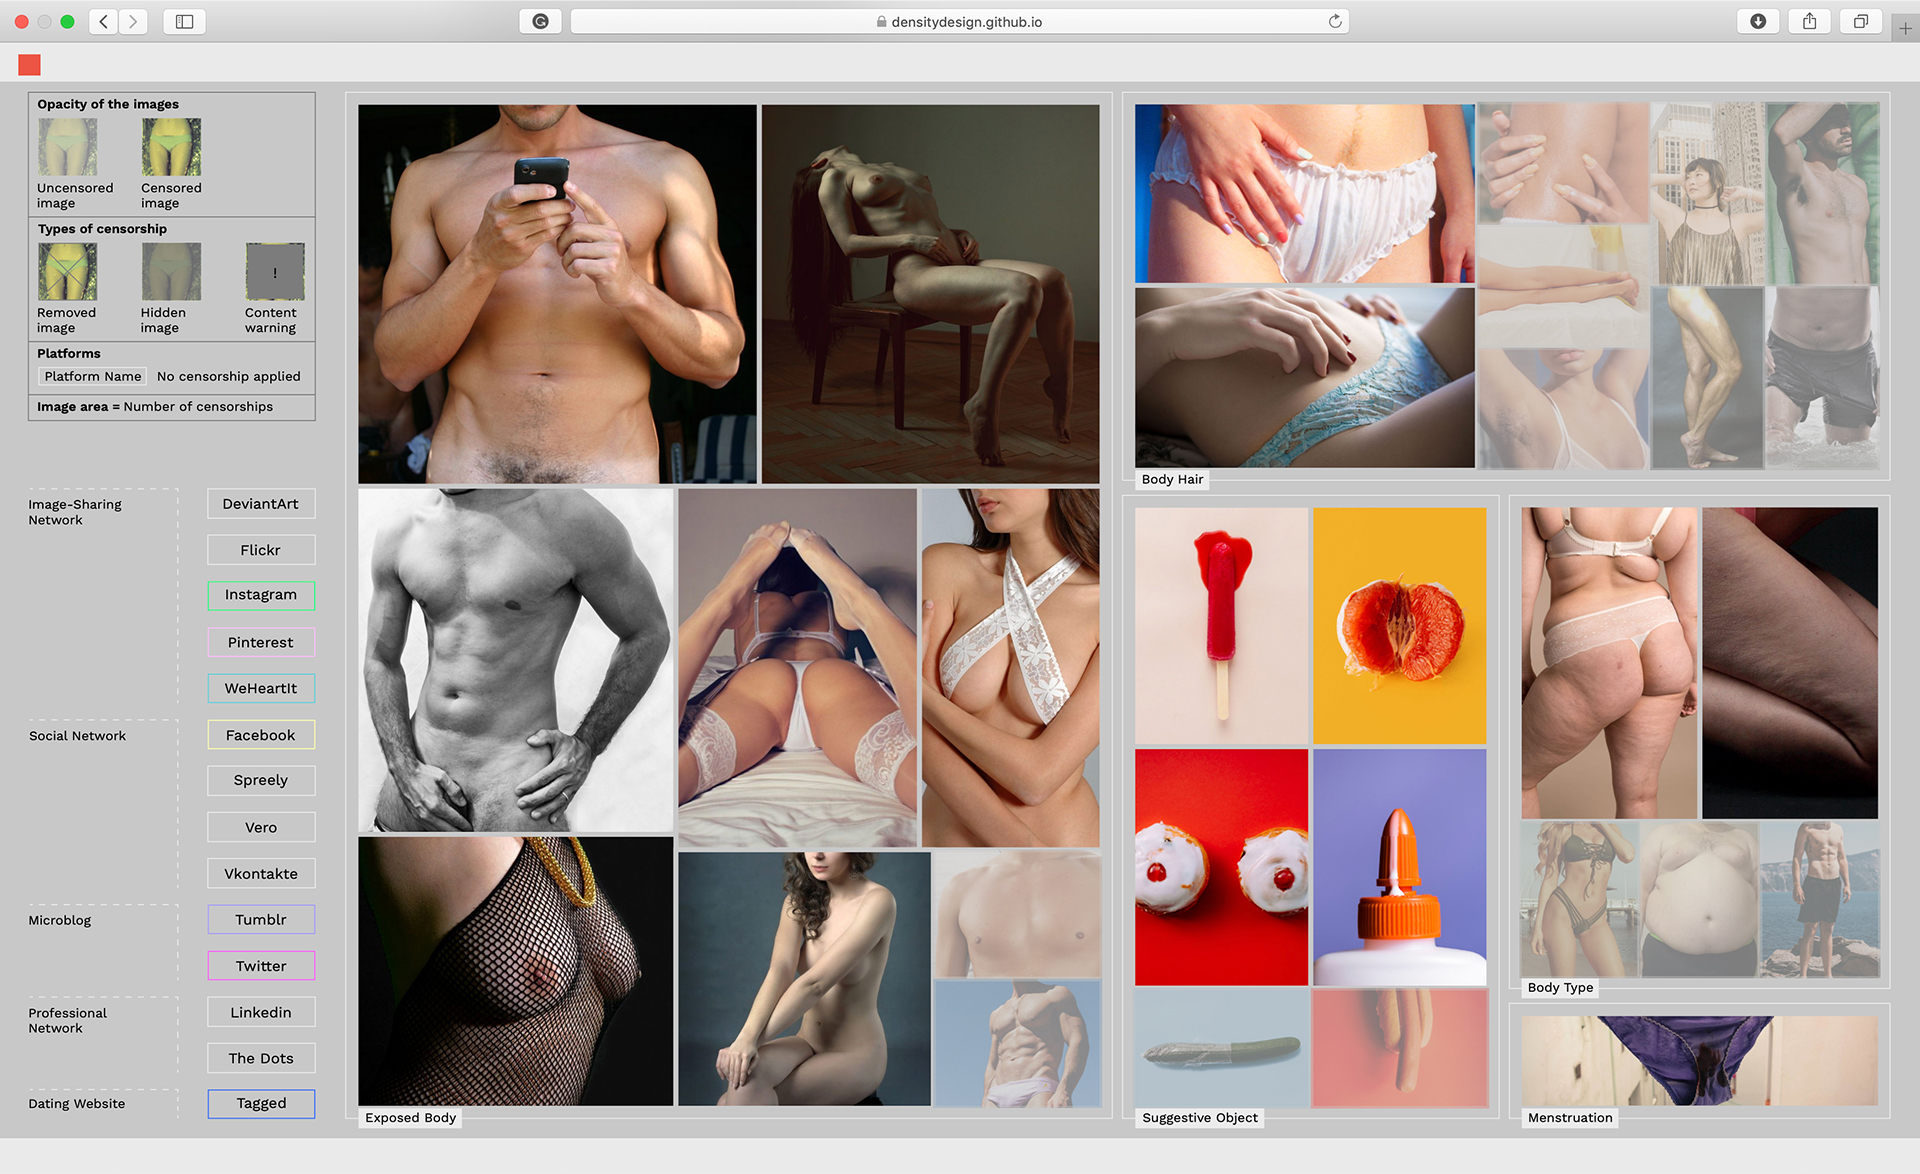 densitydesign.github.io
Opacity of the images
Uncensored
image
Censored
image
Types of censorship
!
Removed
image
Hidden
image
Content
warning
Platforms
Platform Name
No censorship applied
Image area = Number of censorships
Image-Sharing
Network
DeviantArt
Flickr
Instagram
Pinterest
WeHeartIt
Social Network
Facebook
Spreely
Vero
Vkontakte
Microblog
Tumblr
Twitter
Professional
Network
Linkedin
The Dots
Dating Website
Tagged
Exposed Body
Body Hair
Suggestive Object
Body Type
Menstruation